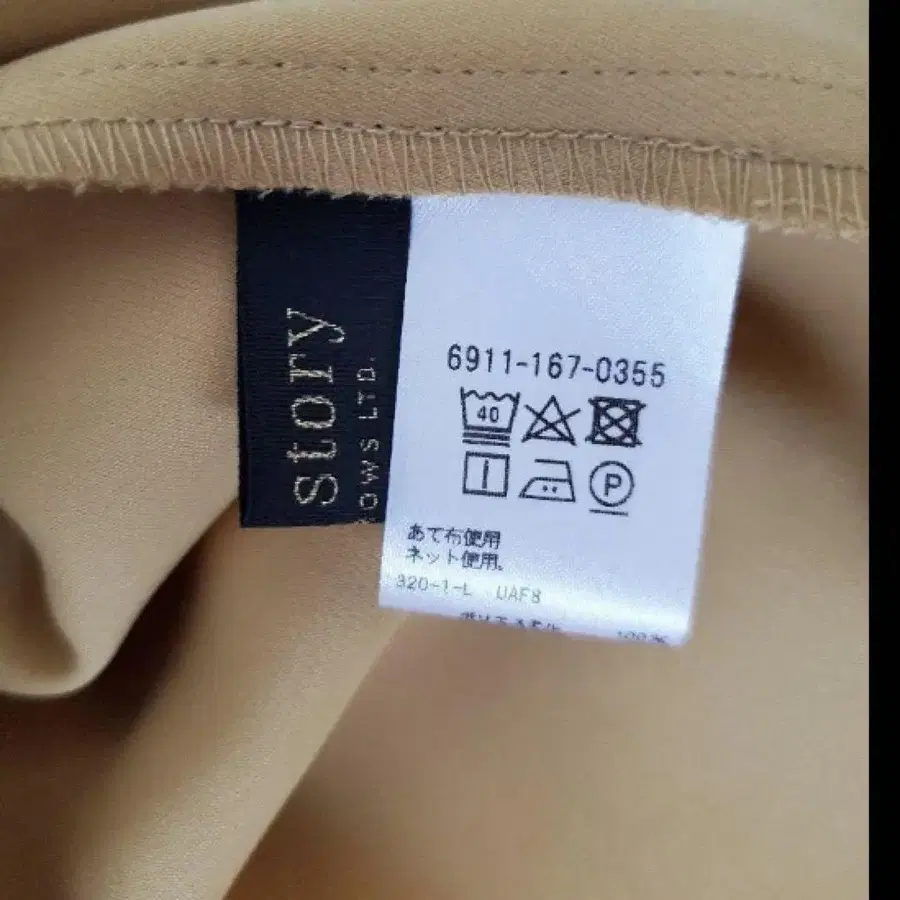 story
OWS LTD.
6911-167-0355
40
P
あて布使用
ネット使用。
320-1-L UAF8
100%